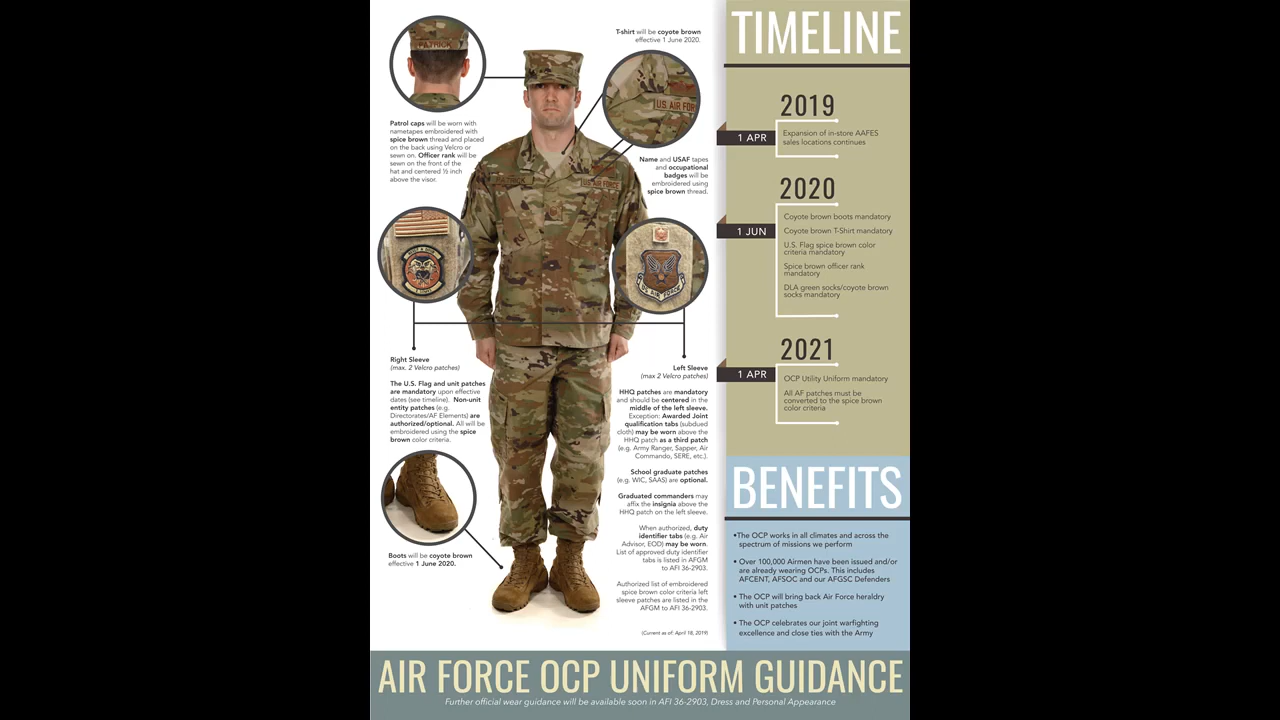 PATRICK
T-shirt will be coyote brown
effective 1 June 2020.
U.S. AIR FOR
Patrol caps will be worn with
nametapes embroidered with
spice brown thread and placed
on the back using Velcro or
sewn on. Officer rank will be
sewn on the front of the
hat and centered ½ inch
above the visor.
Name and USAF tapes
and occupational
badges will be
embroidered using
spice brown thread.
PATRICK
U.S. AIR FORCE
US AIR FORCE
Right Sleeve
(max. 2 Velcro patches)
The U.S. Flag and unit patches
are mandatory upon effective
dates (see timeline). Non-unit
entity patches (e.g.
Directorates/AF Elements) are
authorized/optional. All will be
embroidered using the spice
brown color criteria.
Boots will be coyote brown
effective 1 June 2020.
Left Sleeve
(max 2 Velcro patches)
HHQ patches are mandatory
and should be centered in the
middle of the left sleeve.
Exception: Awarded Joint
qualification tabs (subdued
cloth) may be worn above the
HHQ patch as a third patch
(e.g. Army Ranger, Sapper, Air
Commando, SERE, etc.).
School graduate patches
(e.g. WIC, SAAS) are optional.
Graduated commanders may
affix the insignia above the
HHQ patch on the left sleeve.
When authorized, duty
identifier tabs (e.g. Air
Advisor, EOD) may be worn.
List of approved duty identifier
tabs is listed in AFGM
to AFI 36-2903.
Authorized list of embroidered
spice brown color criteria left
sleeve patches are listed in the
AFGM to AFI 36-2903.
(Current as of: April 18, 2019)
TIMELINE
2019
1 APR
Expansion of in-store AAFES
sales locations continues
2020
1 JUN
Coyote brown boots mandatory
Coyote brown T-Shirt mandatory
U.S. Flag spice brown color
criteria mandatory
Spice brown officer rank
mandatory
DLA green socks/coyote brown
socks mandatory
2021
1 APR
OCP Utility Uniform mandatory
All AF patches must be
converted to the spice brown
color criteria
BENEFITS
•The OCP works in all climates and across the
spectrum of missions we perform
• Over 100,000 Airmen have been issued and/or
are already wearing OCPs. This includes
AFCENT, AFSOC and our AFGSC Defenders
• The OCP will bring back Air Force heraldry
with unit patches
• The OCP celebrates our joint warfighting
excellence and close ties with the Army
AIR FORCE OCP UNIFORM GUIDANCE
Further official wear guidance will be available soon in AFI 36-2903, Dress and Personal Appearance